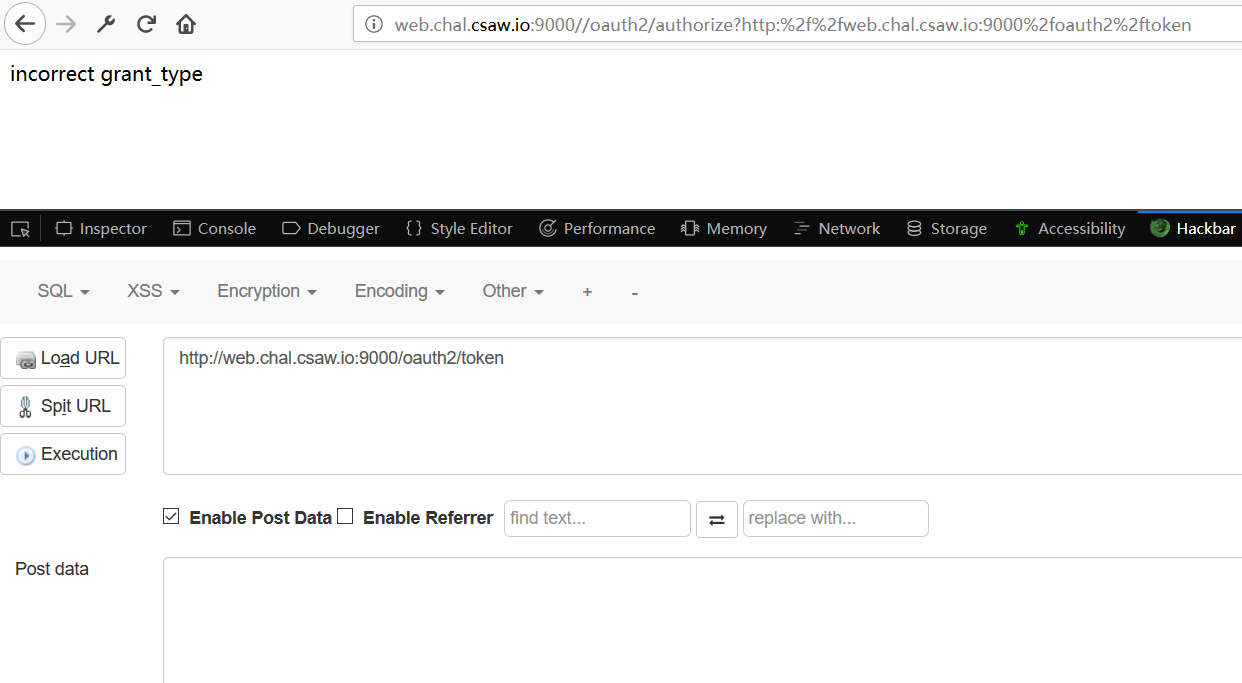 web.chal.csaw.io:9000//oauth2/authorize?http:%2f%2fweb.chal.csaw.io:9000%2foauth2%2ftoken
incorrect grant_type
Inspector Console Debugger {} Style Editor Performance Memory Network Storage Accessibility Hackbar
SQL XSS Encryption Encoding Other + -
Load URL http://web.chal.csaw.io:9000/oauth2/token
Spit URL
Execution
Enable Post Data Enable Referrer find text... replace with...
Post data